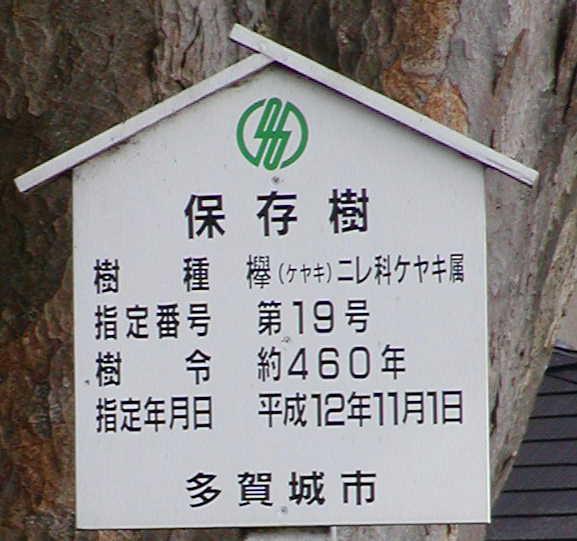 保存樹
樹種 欅(ケヤキ)ニレ科ケヤキ属
指定番号 第19号
樹令 約460年
指定年月日 平成12年11月1日
多賀城市